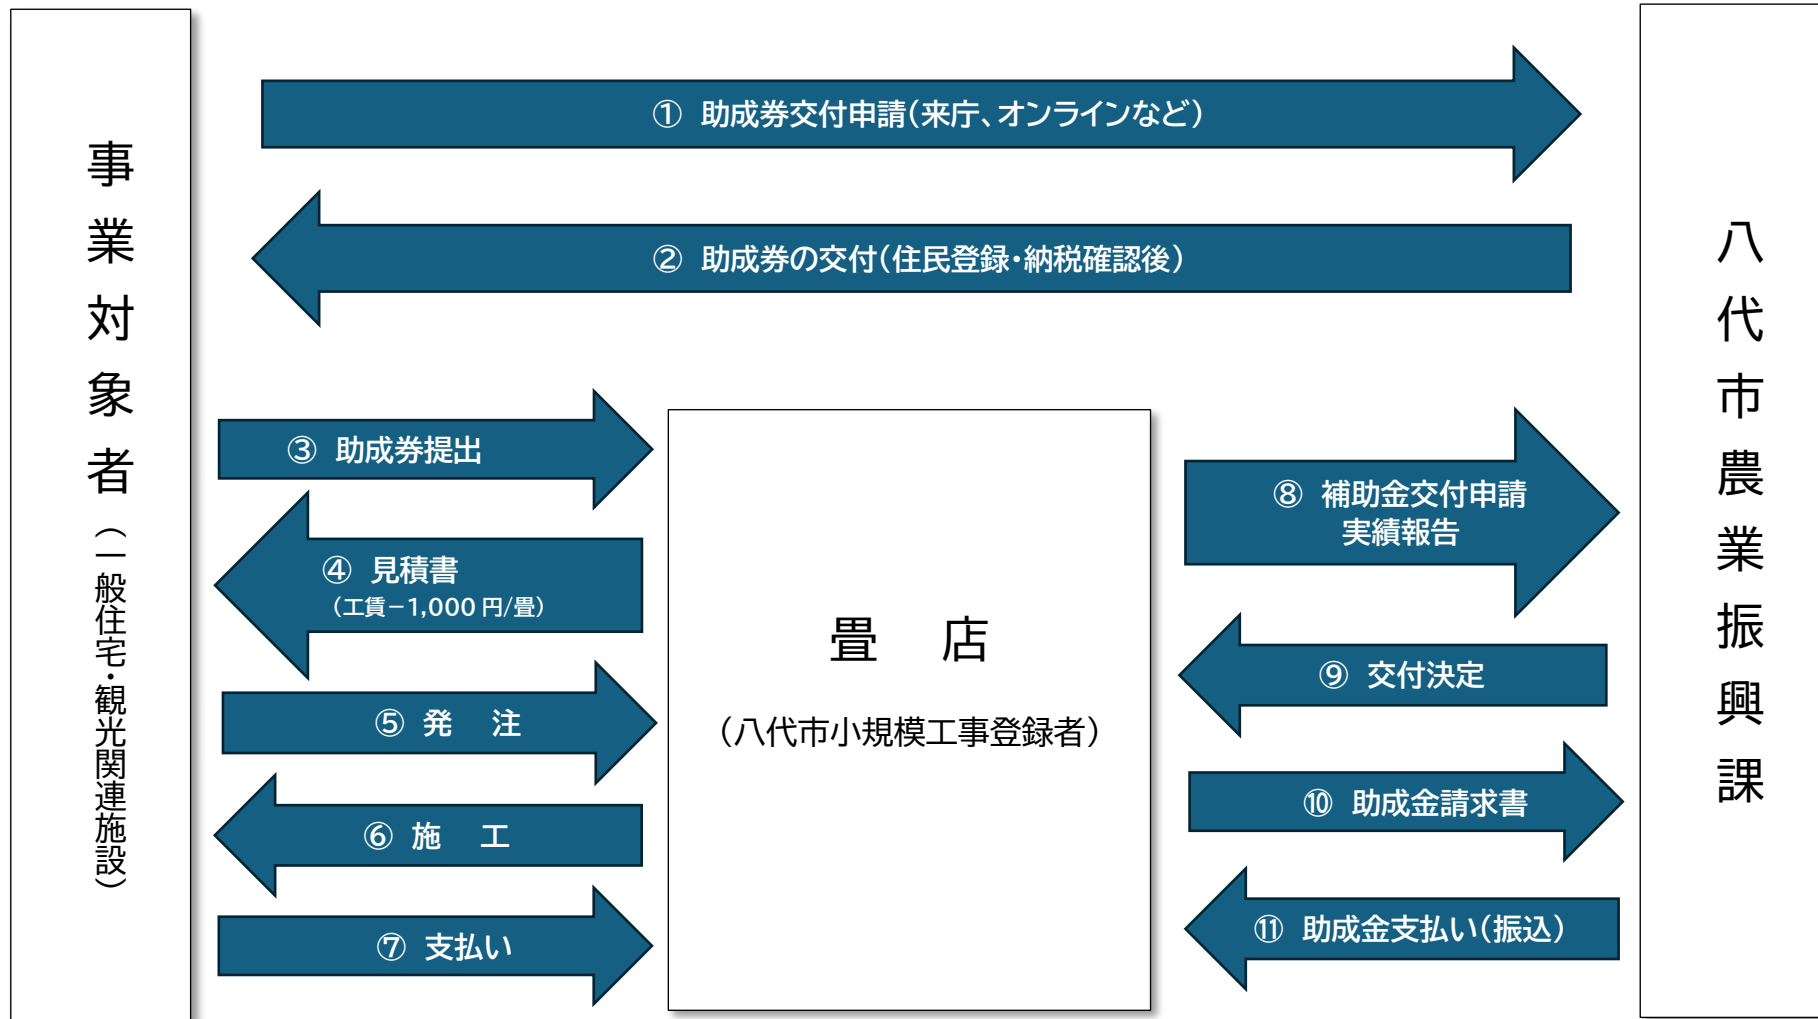 事業対象者（一般住宅・観光関連施設）
① 助成券交付申請（来庁、オンラインなど）
② 助成券の交付（住民登録・納税確認後）
③ 助成券提出
④ 見積書
（工賃－1,000円/畳）
⑤ 発　注
⑥ 施　工
⑦ 支払い
畳　店
（八代市小規模工事登録者）
⑧ 補助金交付申請
実績報告
⑨ 交付決定
⑩ 助成金請求書
⑪ 助成金支払い（振込）
八代市農業振興課